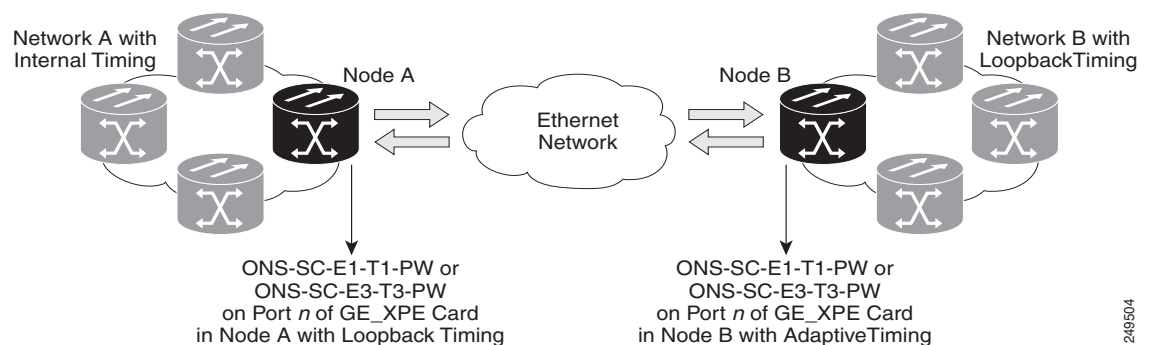 Network A with
Internal Timing
Node A
Ethernet
Network
Node B
Network B with
LoopbackTiming
ONS-SC-E1-T1-PW or
ONS-SC-E3-T3-PW
on Port n of GE_XPE Card
in Node A with Loopback Timing
ONS-SC-E1-T1-PW or
ONS-SC-E3-T3-PW
on Port n of GE_XPE Card
in Node B with AdaptiveTiming
249504